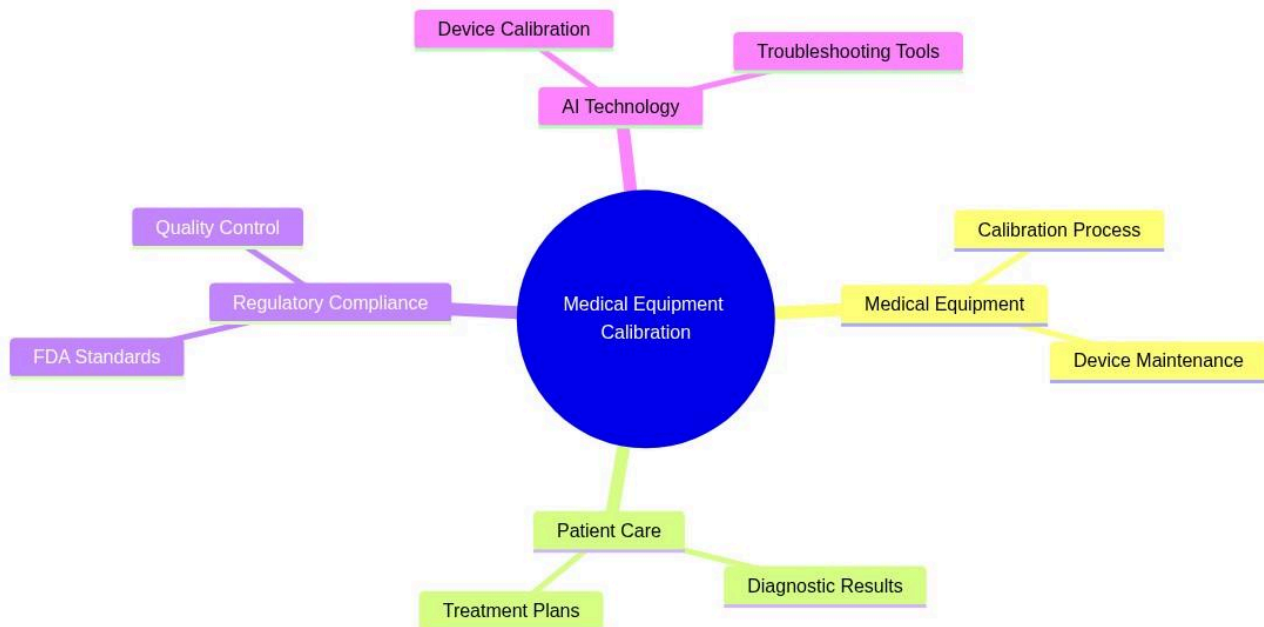 Device Calibration
Troubleshooting Tools
AI Technology
Quality Control
Calibration Process
Regulatory Compliance
Medical Equipment
Calibration
Medical Equipment
FDA Standards
Device Maintenance
Patient Care
Diagnostic Results
Treatment Plans